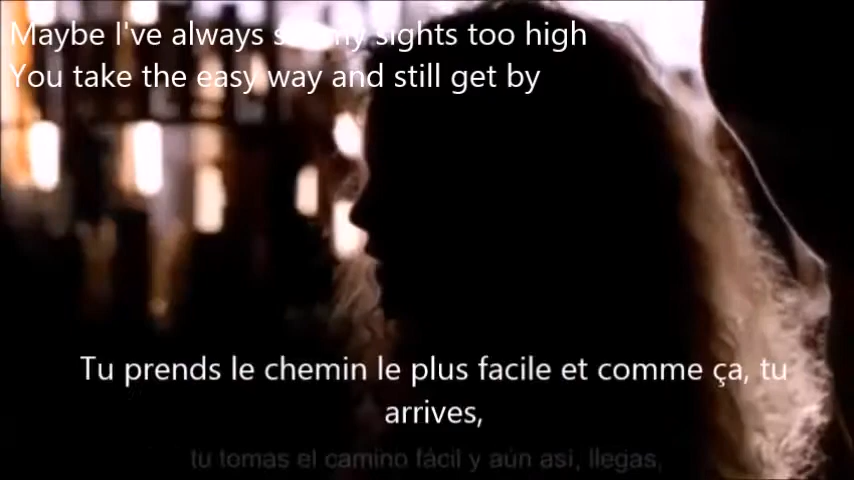 Maybe I've always set my sights too high
You take the easy way and still get by
Tu prends le chemin le plus facile et comme ça, tu
arrives,
tu tomas el camino fácil y aún así, llegas,